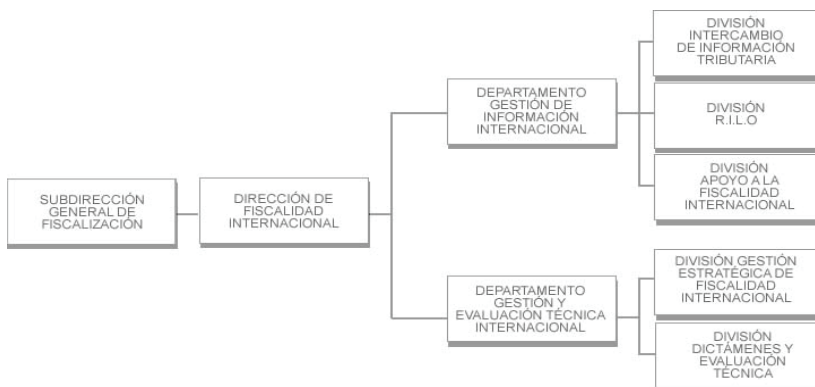 SUBDIRECCIÓN
GENERAL DE
FISCALIZACIÓN
DIRECCIÓN DE
FISCALIDAD
INTERNACIONAL
DEPARTAMENTO
GESTIÓN DE
INFORMACIÓN
INTERNACIONAL
DIVISIÓN
INTERCAMBIO
DE INFORMACIÓN
TRIBUTARIA
DIVISIÓN
R.I.L.O
DIVISIÓN
APOYO A LA
FISCALIDAD
INTERNACIONAL
DEPARTAMENTO
GESTIÓN Y
EVALUACIÓN TÉCNICA
INTERNACIONAL
DIVISIÓN GESTIÓN
ESTRATÉGICA DE
FISCALIDAD
INTERNACIONAL
DIVISIÓN
DICTÁMENES Y
EVALUACIÓN
TÉCNICA